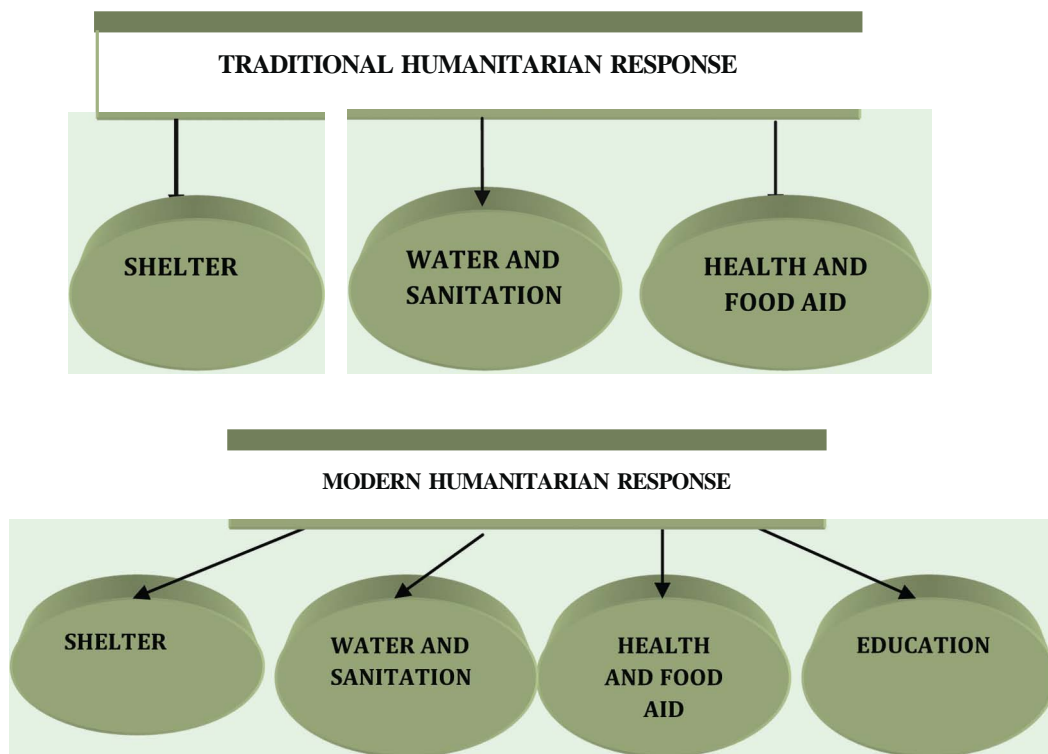 TRADITIONAL HUMANITARIAN RESPONSE
SHELTER
WATER AND
SANITATION
HEALTH AND
FOOD AID
MODERN HUMANITARIAN RESPONSE
SHELTER
WATER AND
SANITATION
HEALTH
AND FOOD
AID
EDUCATION